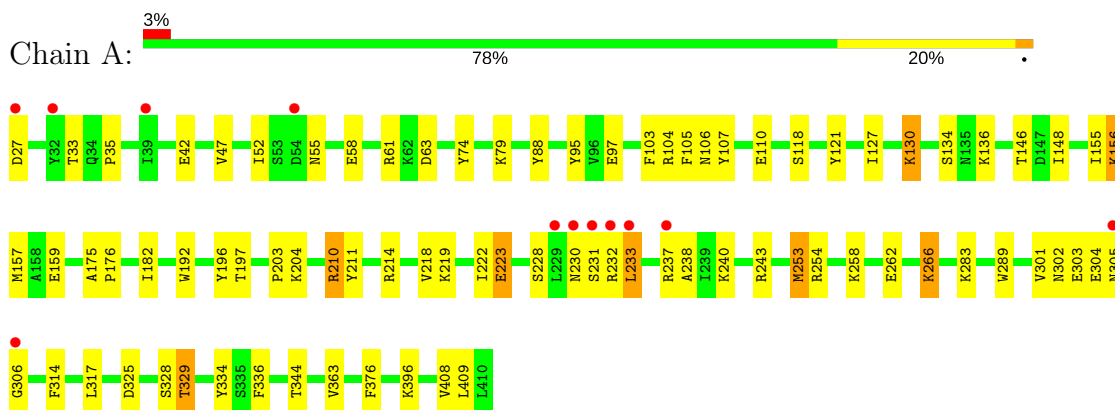 3%
Chain A:
78% 20% •
D27 Y32 T33 Q34 P35 I39 E42 V47 I52 S53 D54 N55 E58 R61 K62 D63 Y74 K79 Y88 Y95 V96 E97 F103 R104 F105 N106 Y107 E110 S118 Y121 I127 K130 S134 N135 K136 T146 D147 I148 I155 K156
M157 A158 E159 A175 P176 I182 W192 Y196 T197 P203 K204 R210 Y211 R214 V218 K219 I222 E223 S228 L229 N230 S231 R232 L233 R237 A238 I239 K240 R243 M253 R254 K258 E262 K266 K283 W289 V301 N302 E303 E304 N305
G306 F314 L317 D325 S328 T329 Y334 S335 F336 T344 V363 F376 K396 V408 L409 L410